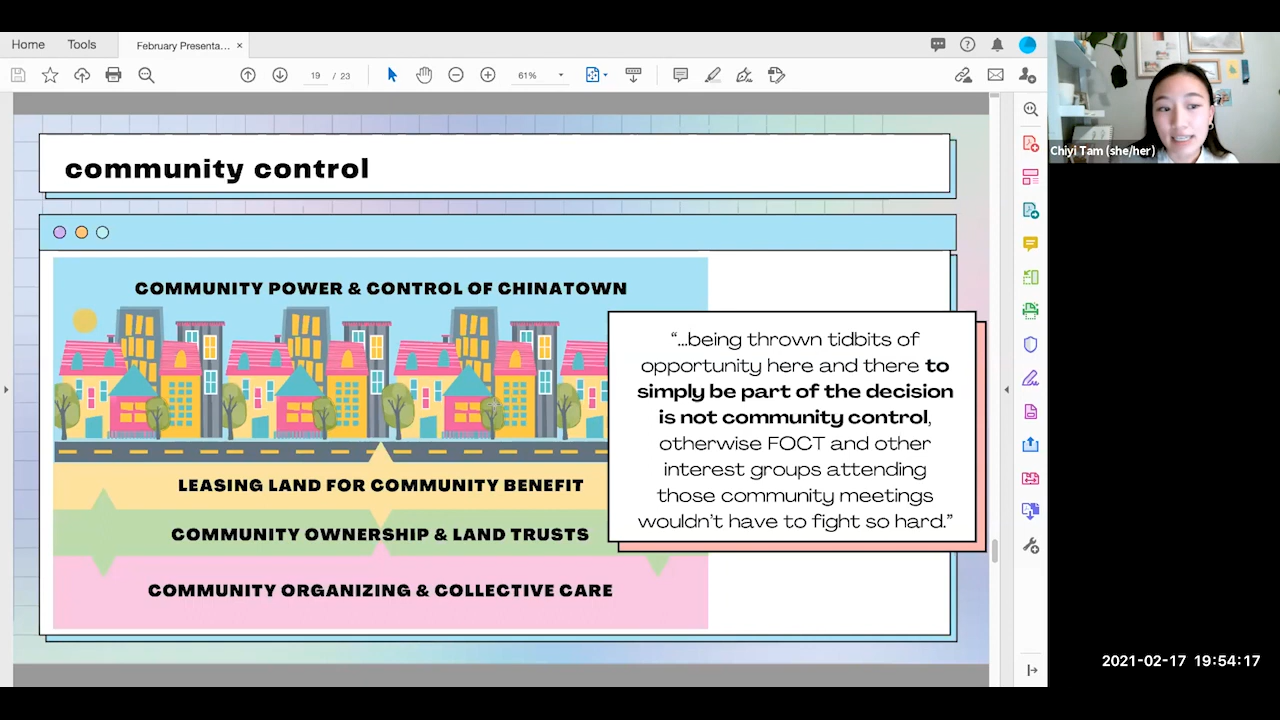 Home
Tools
February Presenta...
19 / 23
61%
Chiyi Tam (she/her)
community control
COMMUNITY POWER & CONTROL OF CHINATOWN
LEASING LAND FOR COMMUNITY BENEFIT
COMMUNITY OWNERSHIP & LAND TRUSTS
COMMUNITY ORGANIZING & COLLECTIVE CARE
“...being thrown tidbits of
opportunity here and there to
simply be part of the decision
is not community control,
otherwise FOCT and other
interest groups attending
those community meetings
wouldn’t have to fight so hard.”
2021-02-17 19:54:17